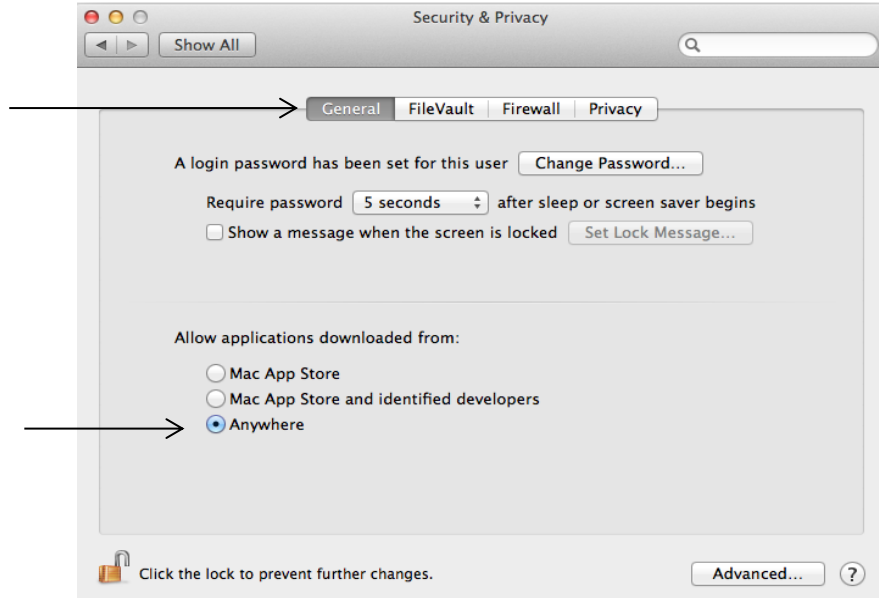 Security & Privacy
Show All
General FileVault Firewall Privacy
A login password has been set for this user Change Password...
Require password 5 seconds after sleep or screen saver begins
Show a message when the screen is locked Set Lock Message...
Allow applications downloaded from:
Mac App Store
Mac App Store and identified developers
Anywhere
Click the lock to prevent further changes. Advanced... ?